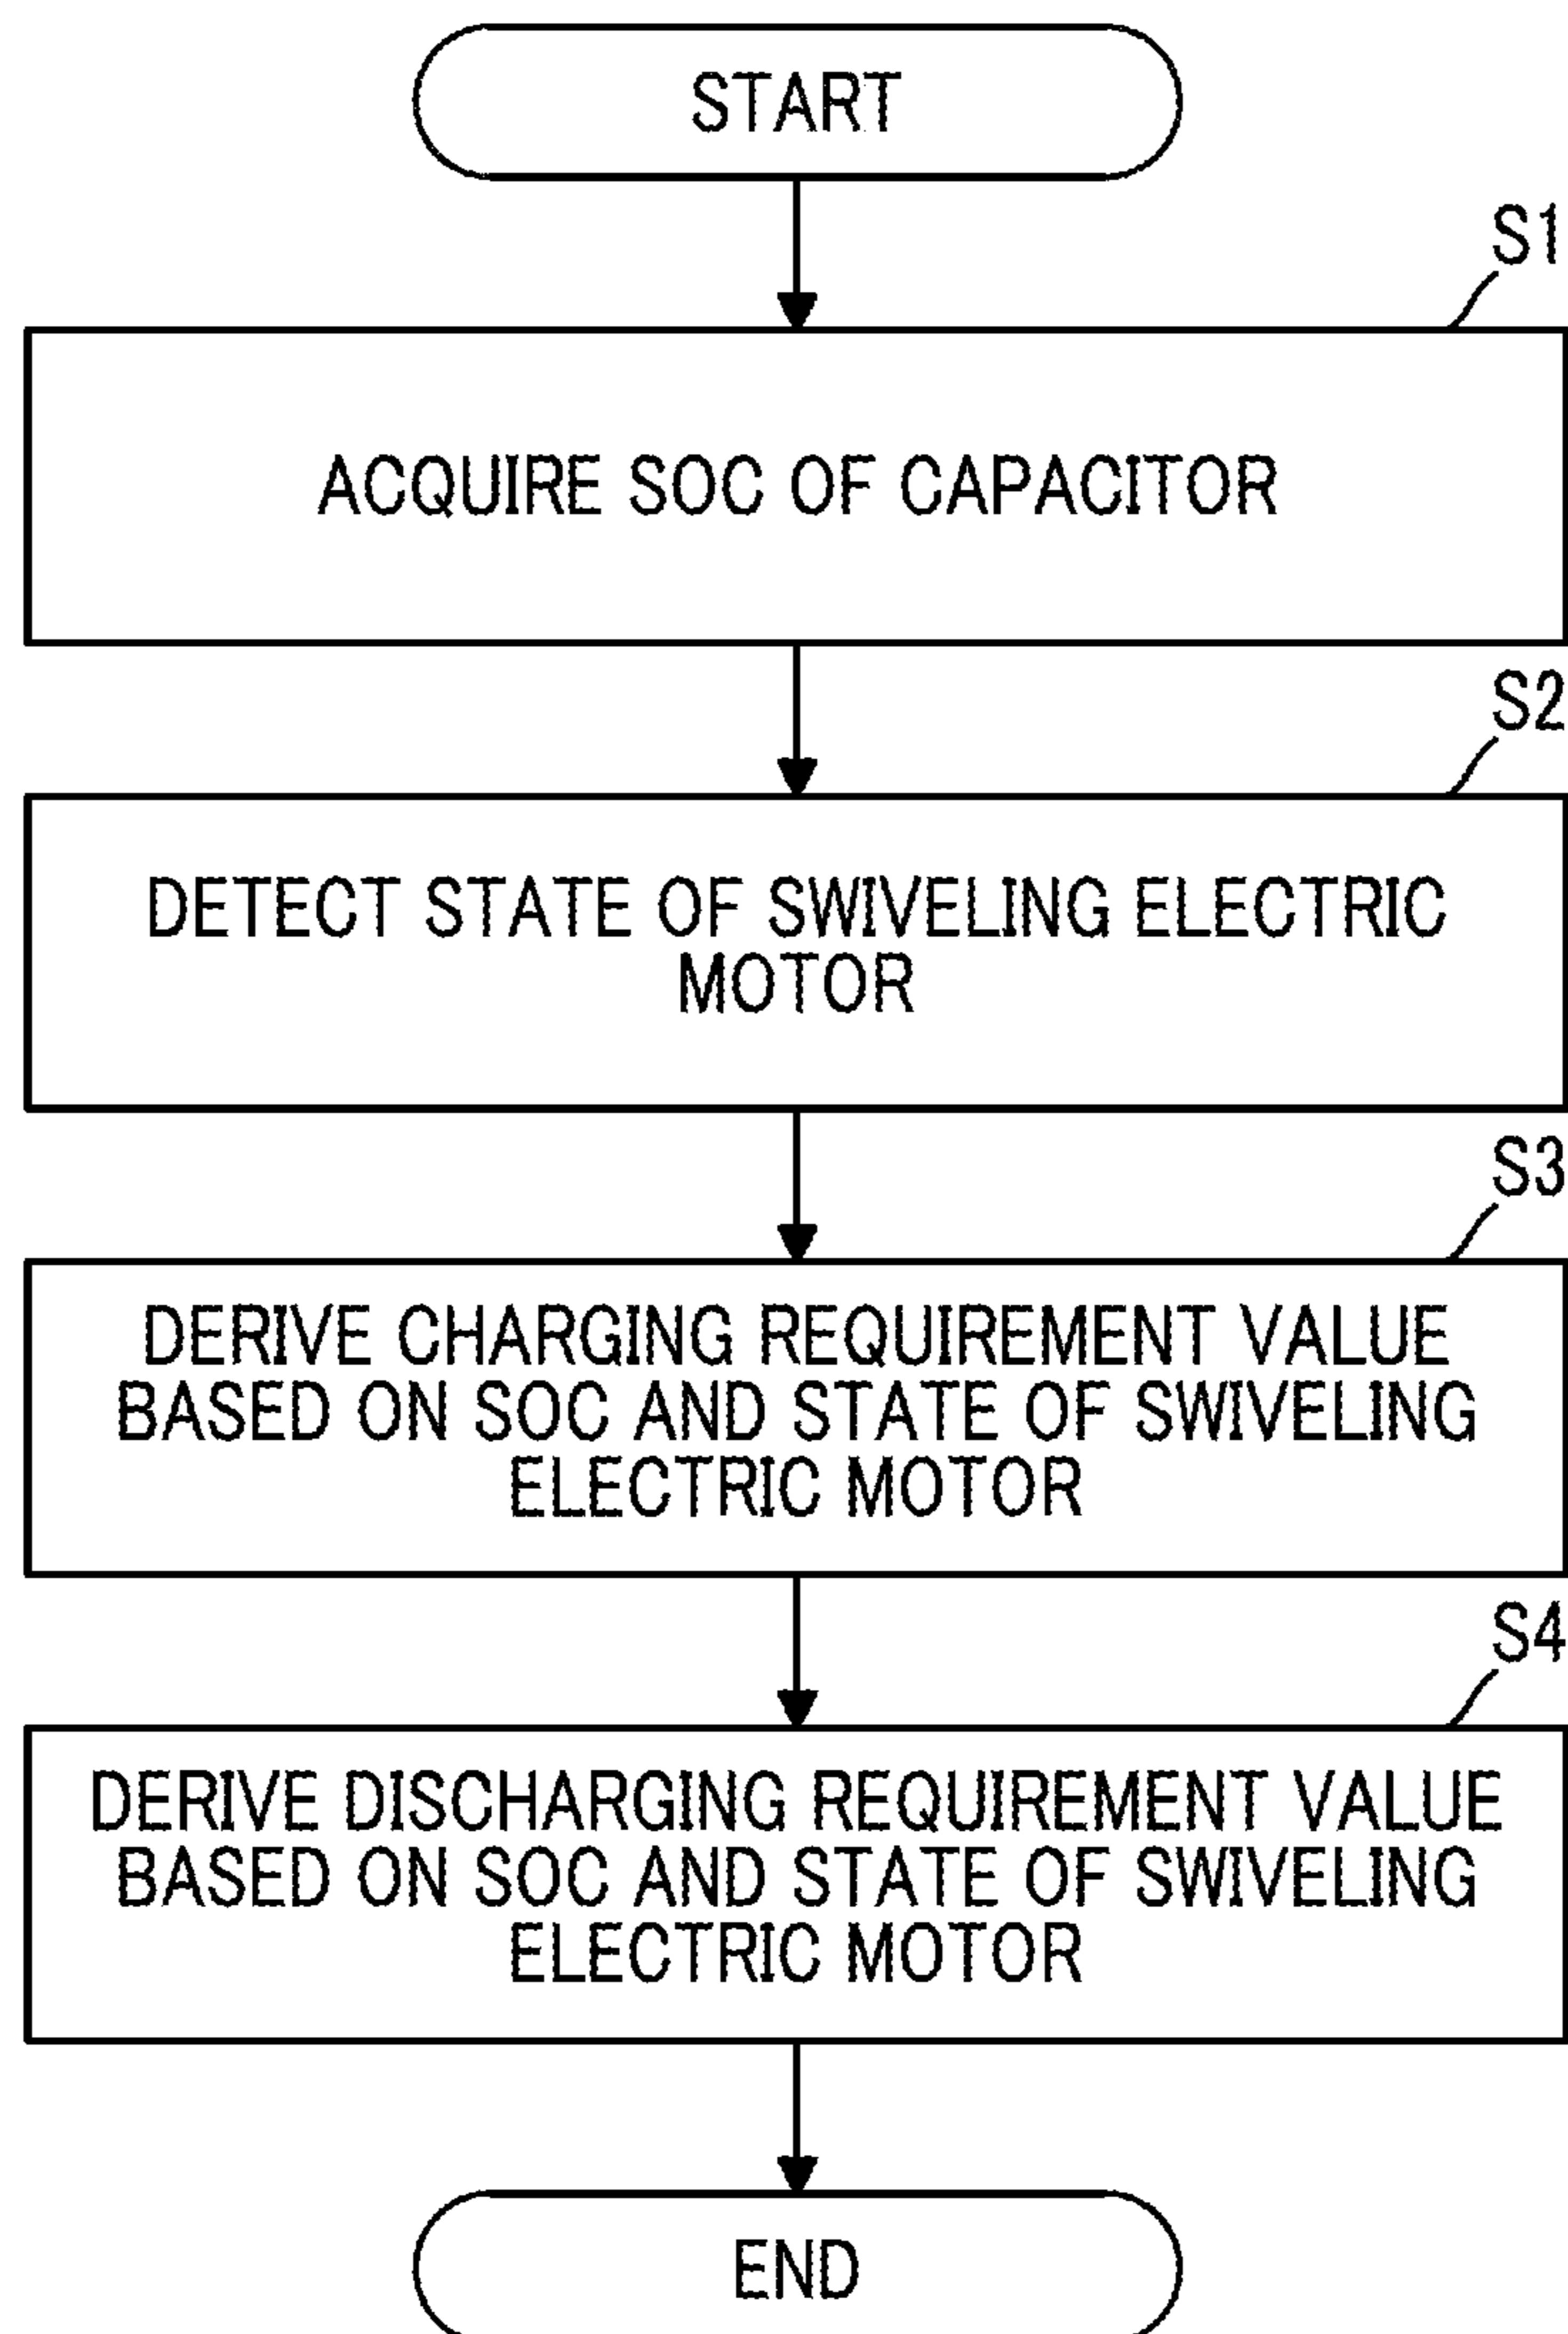 START
S1
ACQUIRE SOC OF CAPACITOR
S2
DETECT STATE OF SWIVELING ELECTRIC
MOTOR
S3
DERIVE CHARGING REQUIREMENT VALUE
BASED ON SOC AND STATE OF SWIVELING
ELECTRIC MOTOR
S4
DERIVE DISCHARGING REQUIREMENT VALUE
BASED ON SOC AND STATE OF SWIVELING
ELECTRIC MOTOR
END